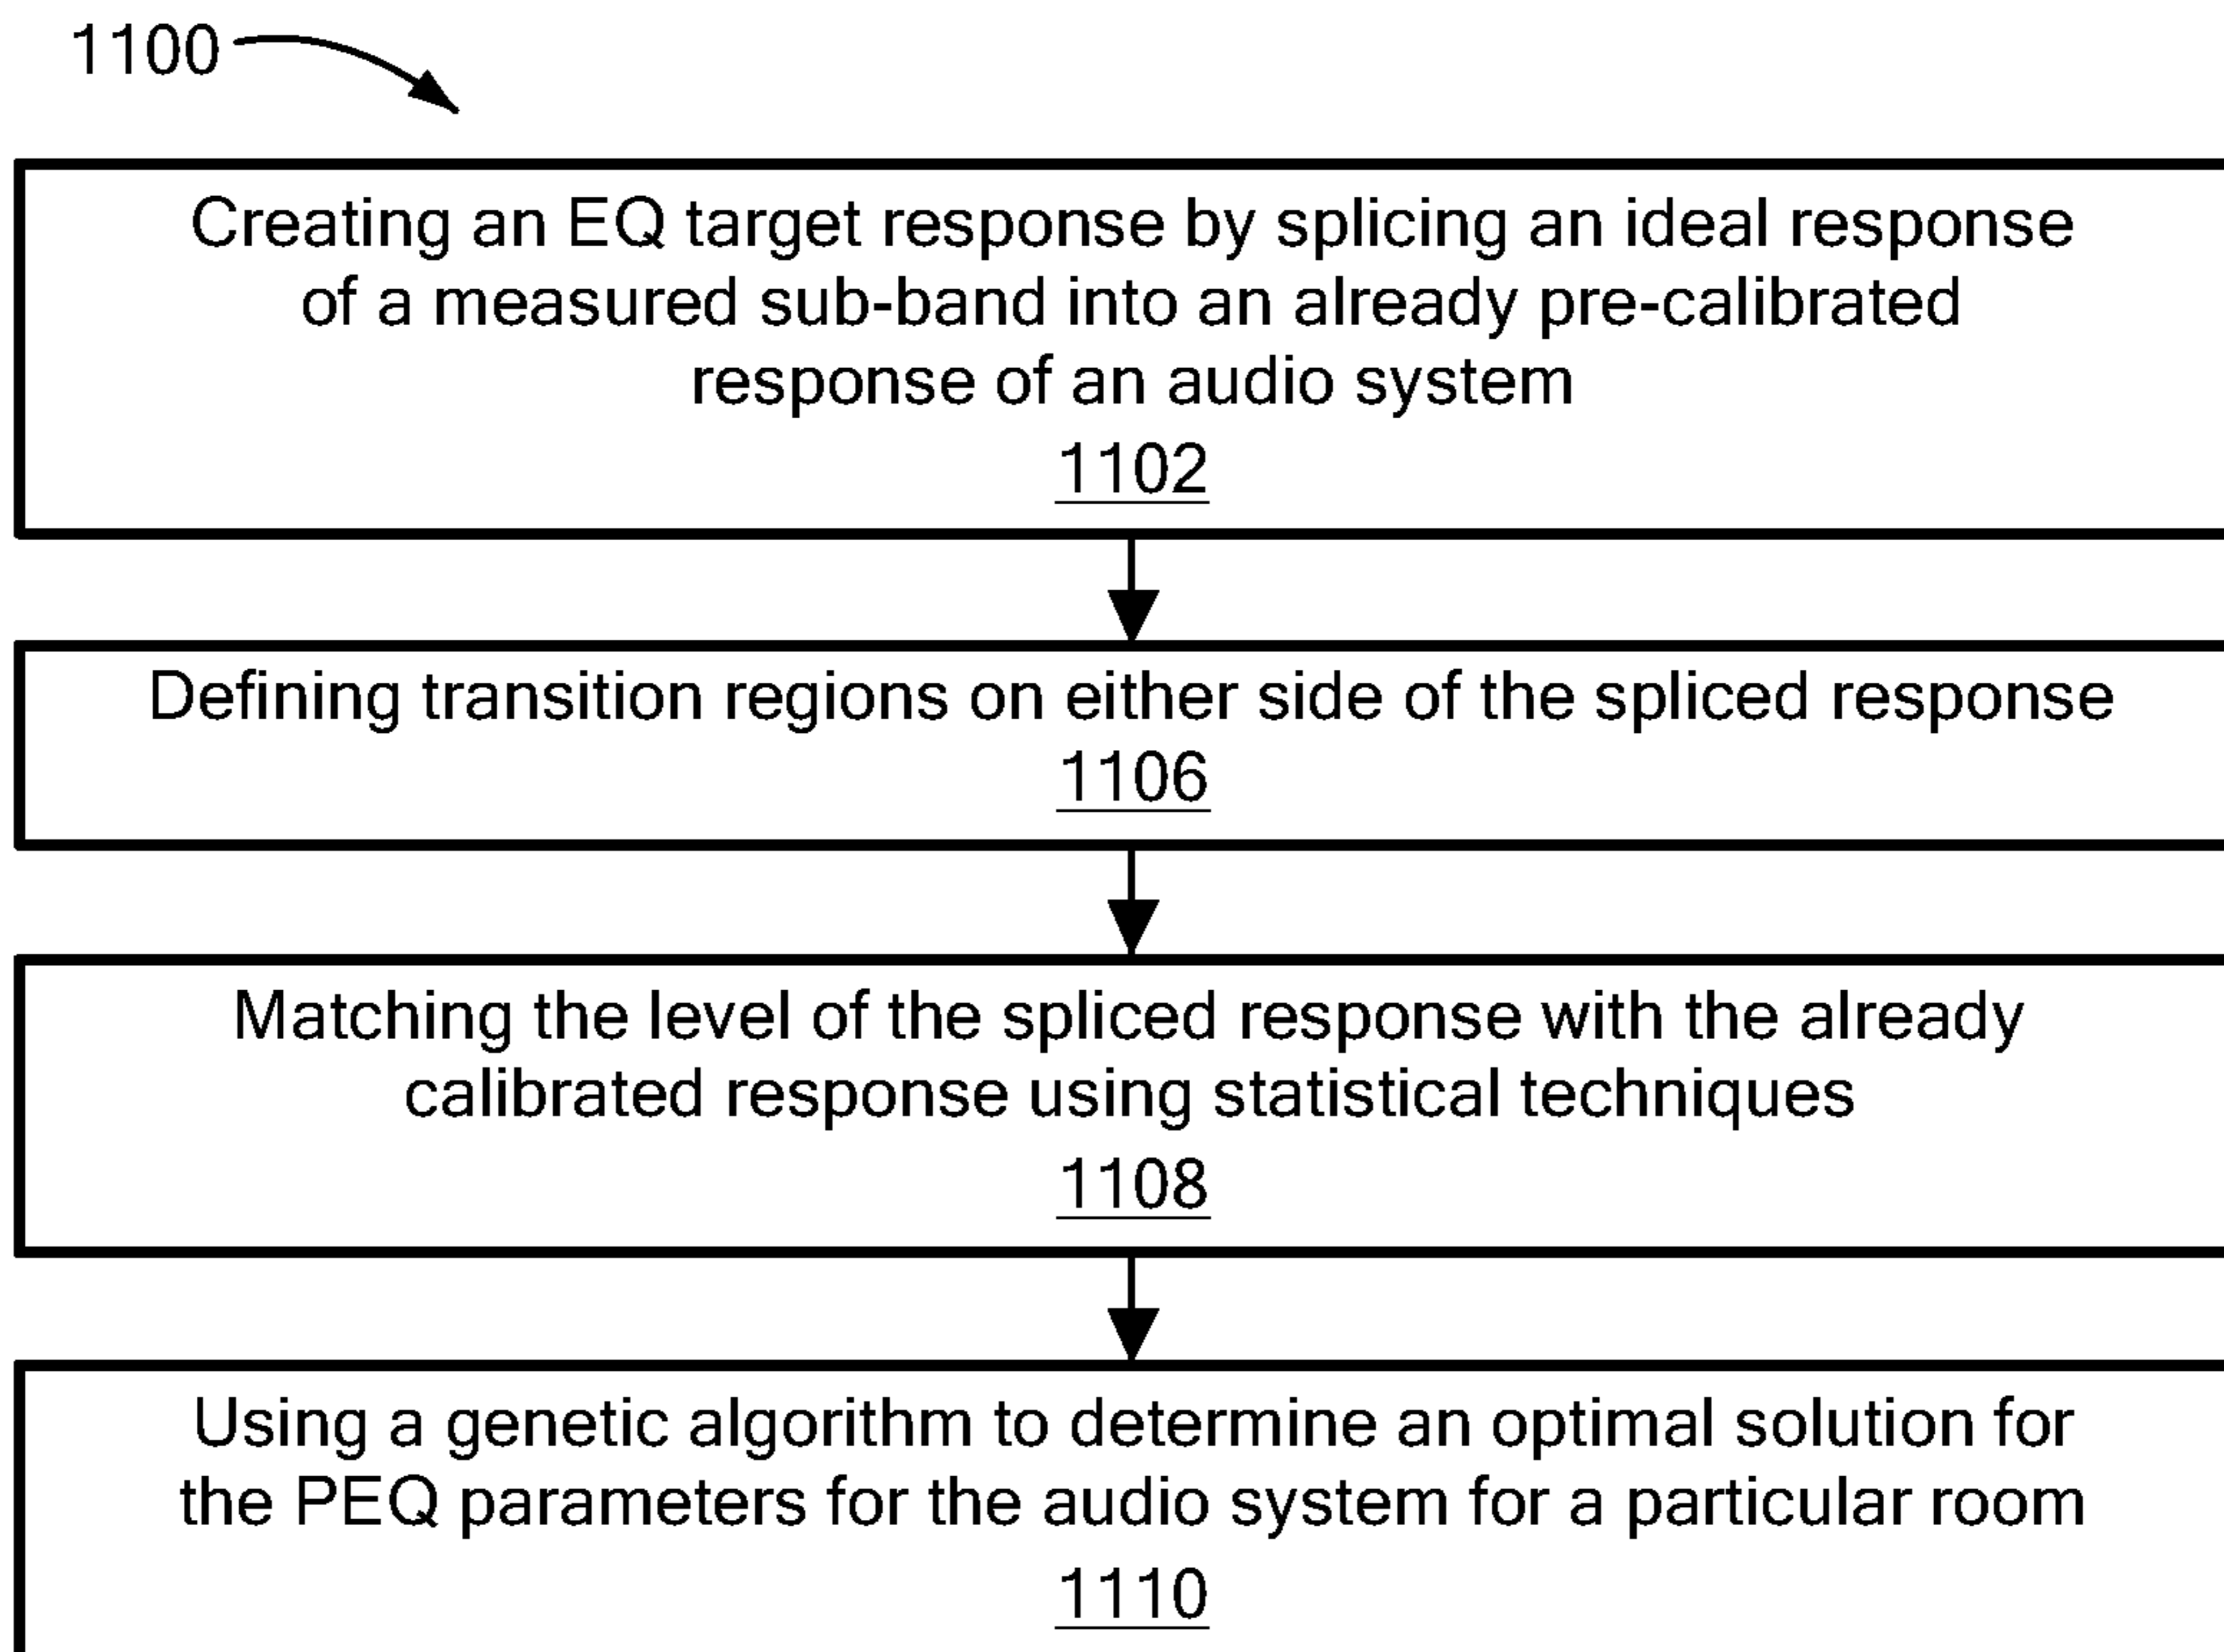 1100
Creating an EQ target response by splicing an ideal response
of a measured sub-band into an already pre-calibrated
response of an audio system
1102
Defining transition regions on either side of the spliced response
1106
Matching the level of the spliced response with the already
calibrated response using statistical techniques
1108
Using a genetic algorithm to determine an optimal solution for
the PEQ parameters for the audio system for a particular room
1110